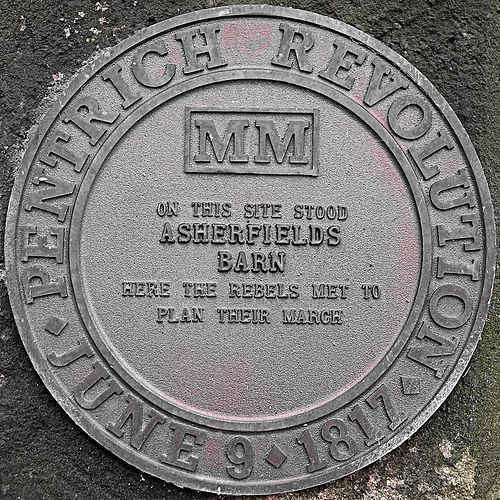 PENTRICH REVOLUTION
MM
ON THIS SITE STOOD
ASHERFIELDS
BARN
HERE THE REBELS MET TO
PLAN THEIR MARCH
JUNE 9 ♦ 1817